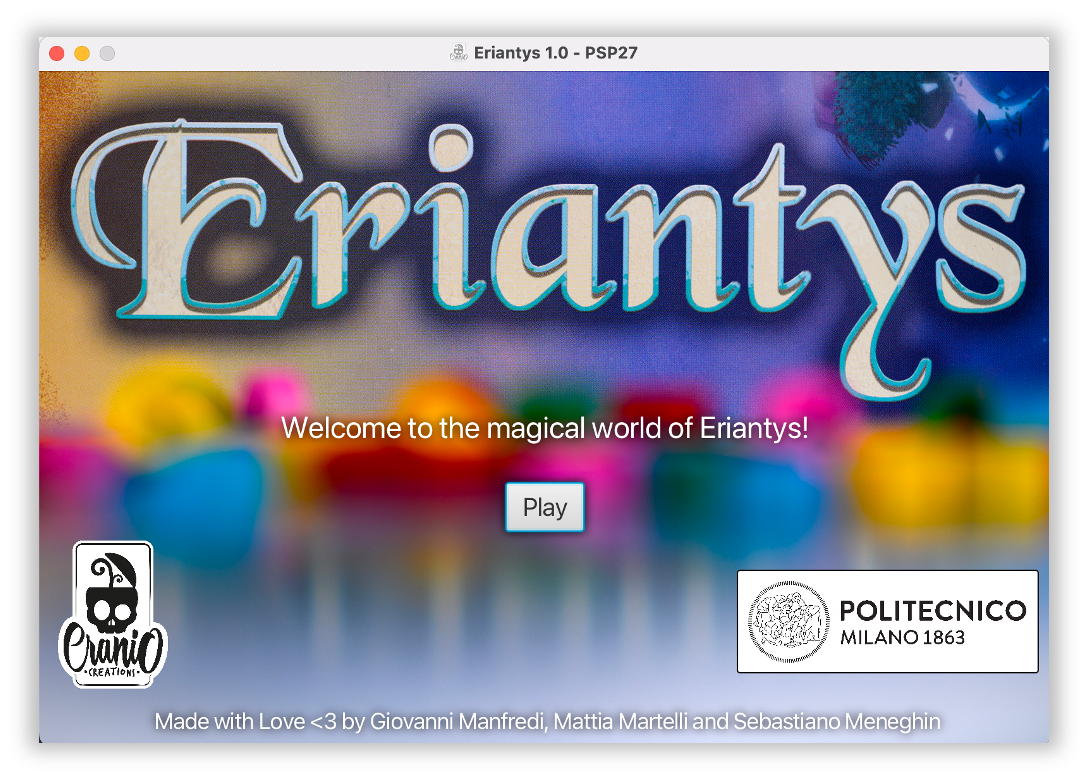 Eriantys 1.0 - PSP27
Eriantys
Welcome to the magical world of Eriantys!
Play
Cranio
CREATIONS
POLITECNICO
MILANO 1863
Made with Love <3 by Giovanni Manfredi, Mattia Martelli and Sebastiano Meneghin